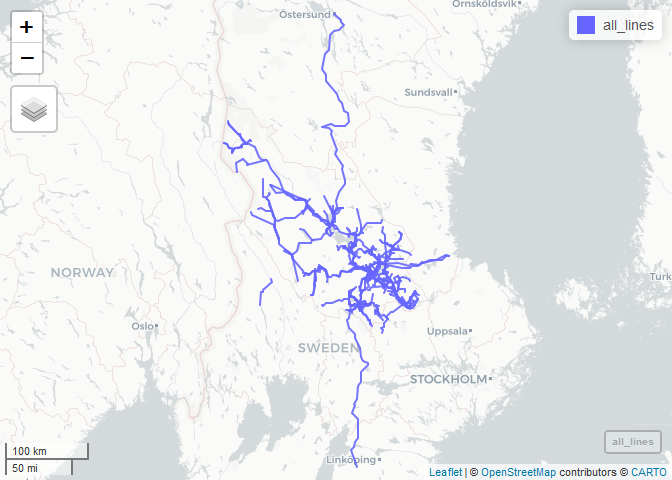 Örnsköldsvik
Östersund
+
−
all_lines
Sundsvall
NORWAY
Turk
Oslo
Uppsala
SWEDEN
STOCKHOLM
all_lines
100 km
50 mi
Linköping
Leaflet | © OpenStreetMap contributors © CARTO